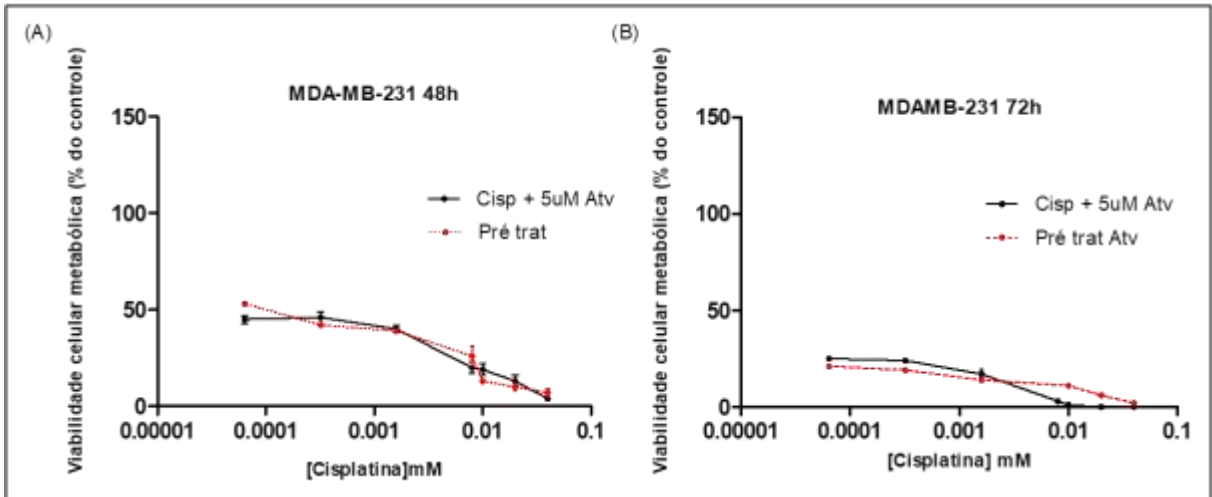 (A)
Viabilidade celular metabólica (% do controle)
MDA-MB-231 48h
150
100
50
0
Cisp + 5uM Atv
Pré trat
0.00001
0.0001
0.001
0.01
0.1
[Cisplatina]mM
(B)
Viabilidade celular metabólica (% do controle)
MDAMB-231 72h
150
100
50
0
Cisp + 5uM Atv
Pré trat Atv
0.00001
0.0001
0.001
0.01
0.1
[Cisplatina] mM